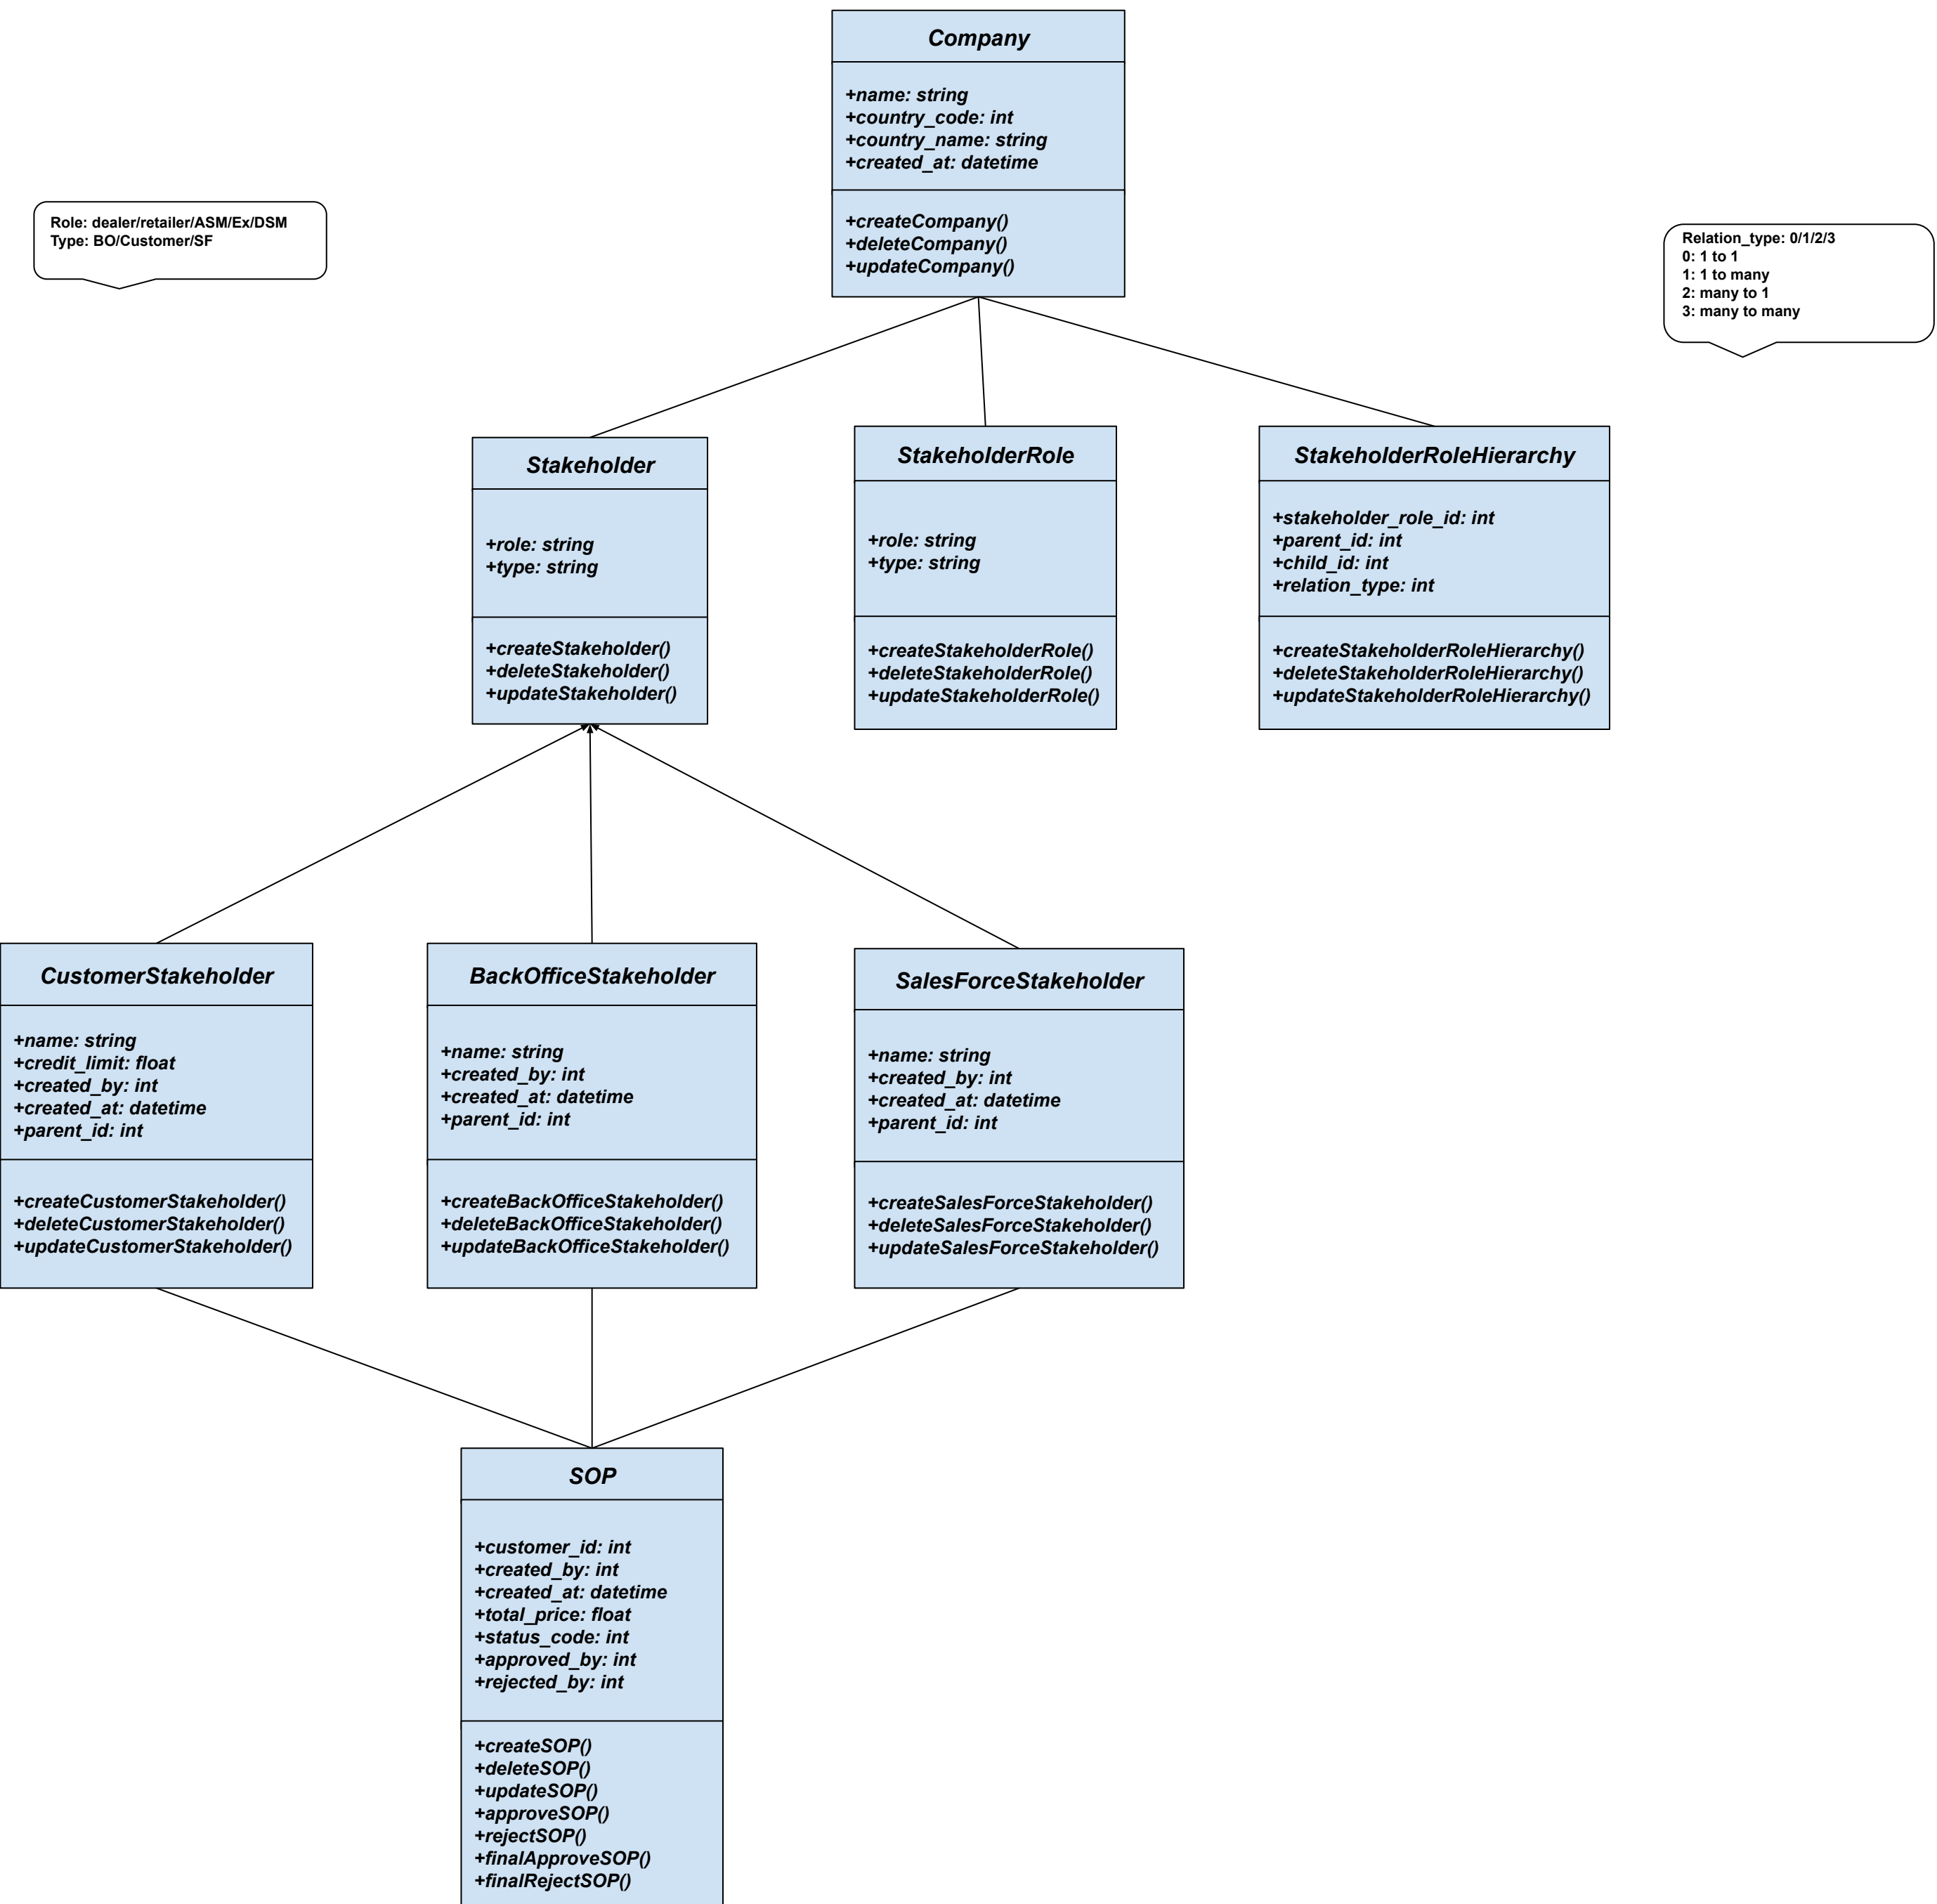 Company
+name: string
+country_code: int
+country_name: string
+created_at: datetime
+createCompany()
+deleteCompany()
+updateCompany()
Role: dealer/retailer/ASM/Ex/DSM
Type: BO/Customer/SF
Relation_type: 0/1/2/3
0: 1 to 1
1: 1 to many
2: many to 1
3: many to many
Stakeholder
+role: string
+type: string
+createStakeholder()
+deleteStakeholder()
+updateStakeholder()
StakeholderRole
+role: string
+type: string
+createStakeholderRole()
+deleteStakeholderRole()
+updateStakeholderRole()
StakeholderRoleHierarchy
+stakeholder_role_id: int
+parent_id: int
+child_id: int
+relation_type: int
+createStakeholderRoleHierarchy()
+deleteStakeholderRoleHierarchy()
+updateStakeholderRoleHierarchy()
CustomerStakeholder
+name: string
+credit_limit: float
+created_by: int
+created_at: datetime
+parent_id: int
+createCustomerStakeholder()
+deleteCustomerStakeholder()
+updateCustomerStakeholder()
BackOfficeStakeholder
+name: string
+created_by: int
+created_at: datetime
+parent_id: int
+createBackOfficeStakeholder()
+deleteBackOfficeStakeholder()
+updateBackOfficeStakeholder()
SalesForceStakeholder
+name: string
+created_by: int
+created_at: datetime
+parent_id: int
+createSalesForceStakeholder()
+deleteSalesForceStakeholder()
+updateSalesForceStakeholder()
SOP
+customer_id: int
+created_by: int
+created_at: datetime
+total_price: float
+status_code: int
+approved_by: int
+rejected_by: int
+createSOP()
+deleteSOP()
+updateSOP()
+approveSOP()
+rejectSOP()
+finalApproveSOP()
+finalRejectSOP()